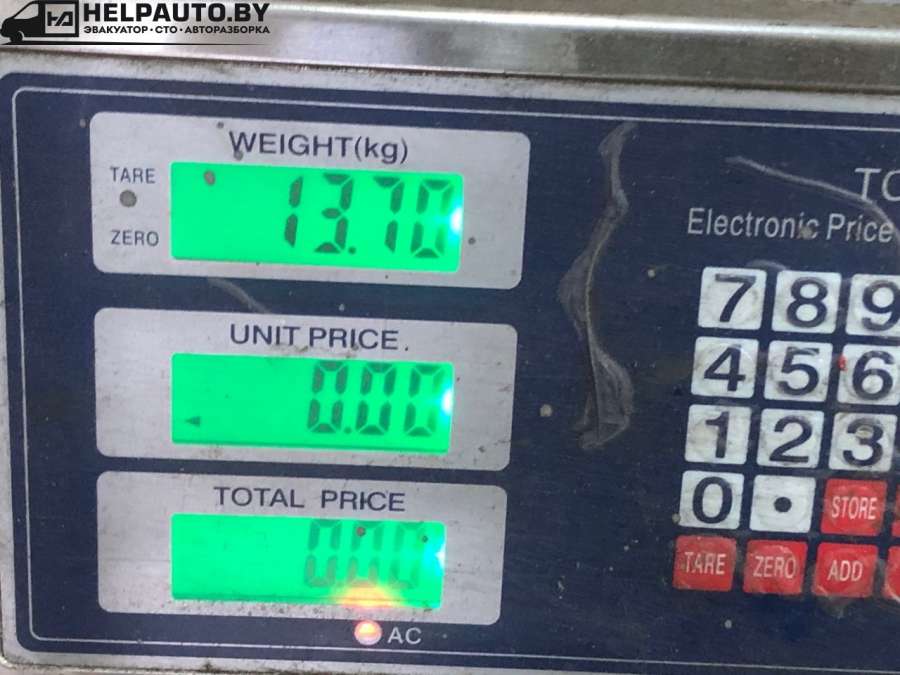 HELPAUTO.BY
ЭВАКУАТОР · СТО · АВТОРАЗБОРКА
WEIGHT(kg)
TARE
ZERO
13.70
UNIT PRICE.
0.00
TOTAL PRICE
0.00
AC
Electronic Price
7 8 9
4 5 6
1 2 3
0 • STORE
TARE ZERO ADD